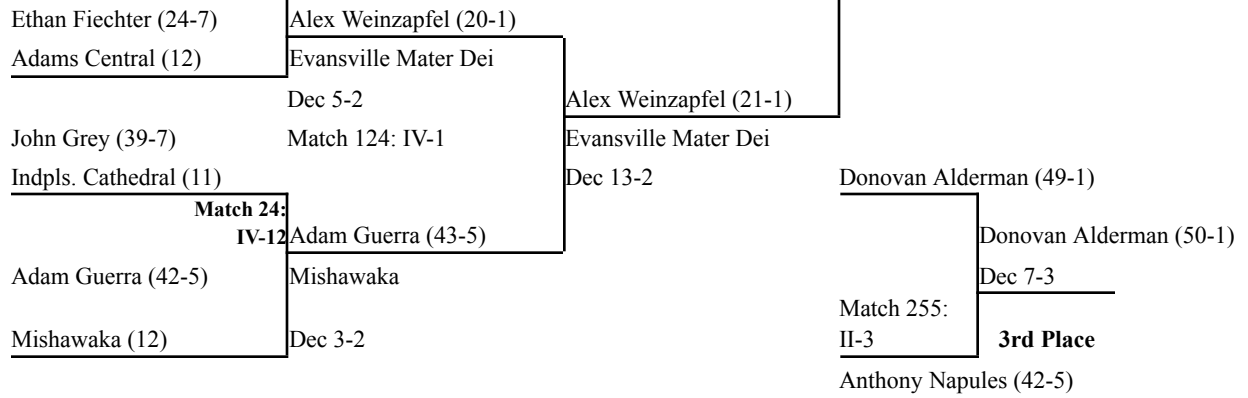 Ethan Fiechter (24-7)
Adams Central (12)
John Grey (39-7)
Indpls. Cathedral (11)
Match 24:
IV-12
Adam Guerra (42-5)
Mishawaka (12)
Alex Weinzapfel (20-1)
Evansville Mater Dei
Dec 5-2
Match 124: IV-1
Adam Guerra (43-5)
Mishawaka
Dec 3-2
Alex Weinzapfel (21-1)
Evansville Mater Dei
Dec 13-2
Donovan Alderman (49-1)
Match 255:
II-3
Anthony Napules (42-5)
Donovan Alderman (50-1)
Dec 7-3
3rd Place